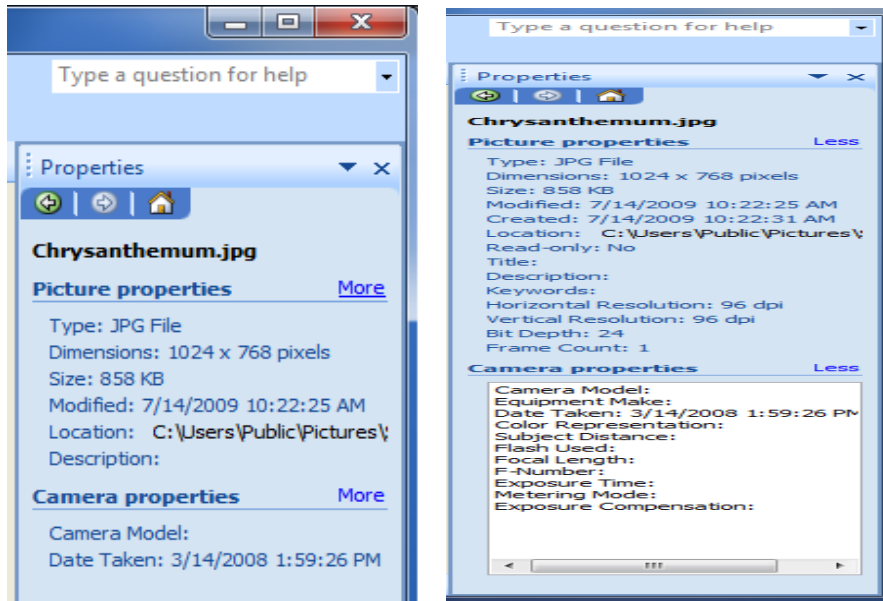 Type a question for help
Properties
Chrysanthemum.jpg
Picture properties More
Type: JPG File
Dimensions: 1024 x 768 pixels
Size: 858 KB
Modified: 7/14/2009 10:22:25 AM
Location: C:\Users\Public\Pictures\
Description:
Camera properties More
Camera Model:
Date Taken: 3/14/2008 1:59:26 PM
Type a question for help
Properties
Chrysanthemum.jpg
Picture properties Less
Type: JPG File
Dimensions: 1024 x 768 pixels
Size: 858 KB
Modified: 7/14/2009 10:22:25 AM
Created: 7/14/2009 10:22:31 AM
Location: C:\Users\Public\Pictures\
Read-only: No
Title:
Description:
Keywords:
Horizontal Resolution: 96 dpi
Vertical Resolution: 96 dpi
Bit Depth: 24
Frame Count: 1
Camera properties Less
Camera Model:
Equipment Make:
Date Taken: 3/14/2008 1:59:26 PM
Color Representation:
Subject Distance:
Flash Used:
Focal Length:
F-Number:
Exposure Time:
Metering Mode:
Exposure Compensation: